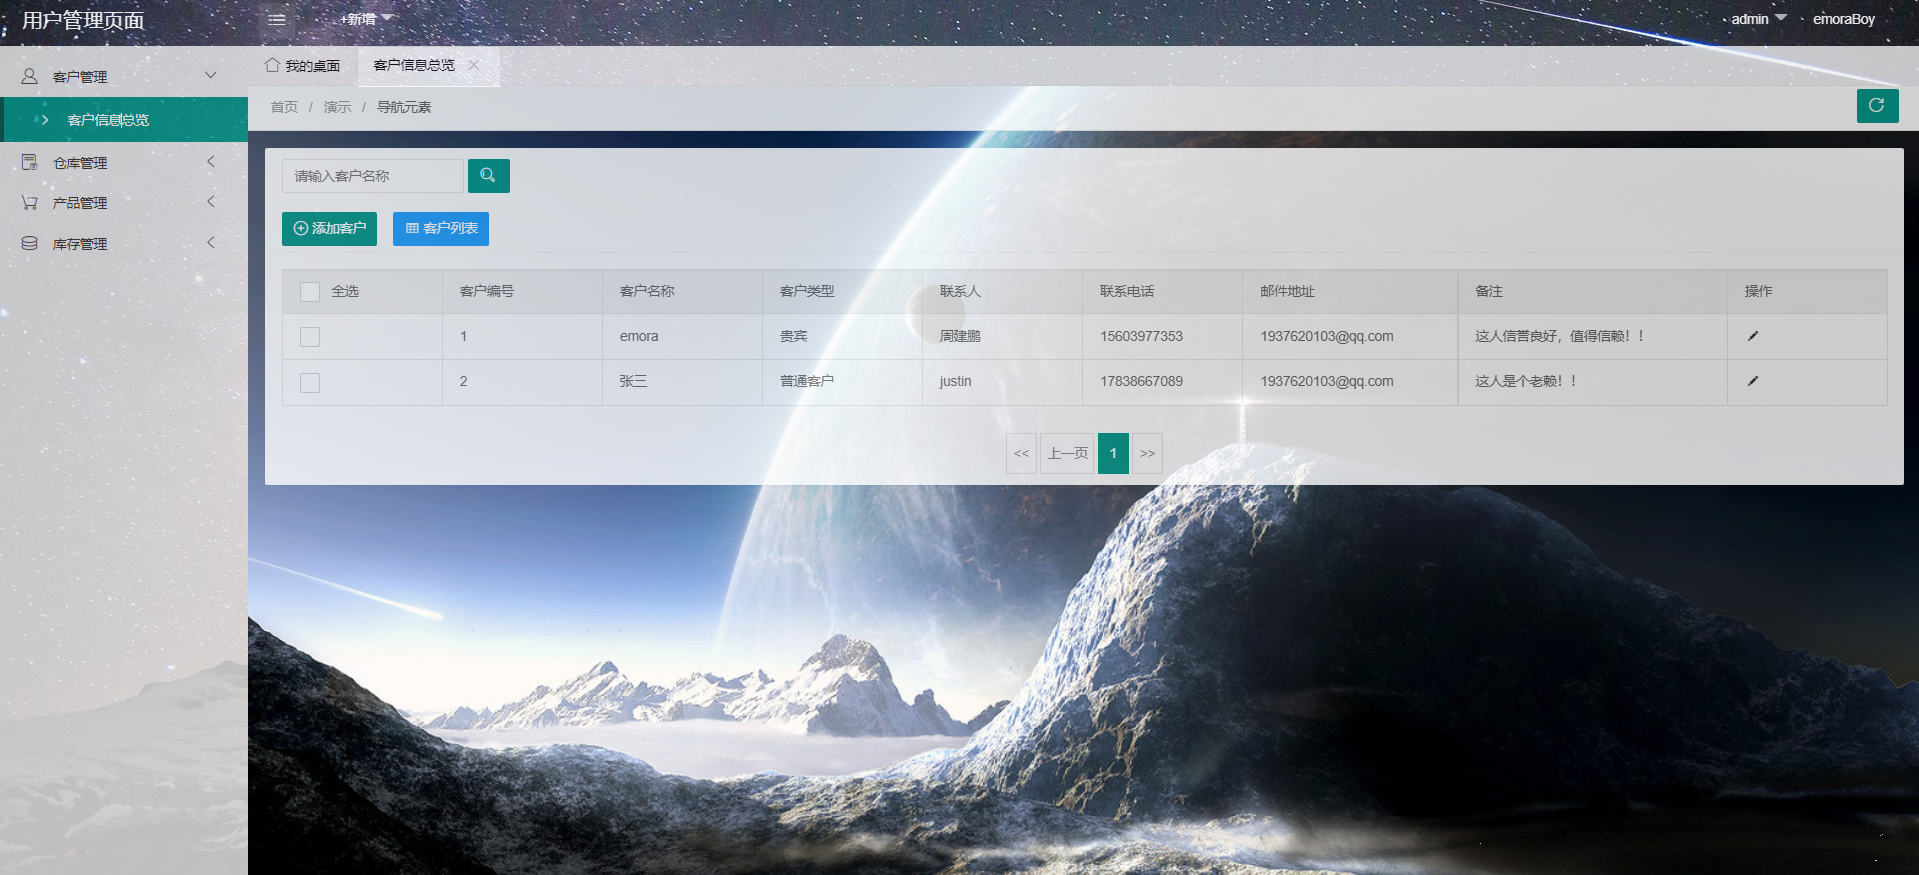 用户管理页面
+新增
admin
emoraBoy
客户管理
客户信息总览
仓库管理
产品管理
库存管理
我的桌面
客户信息总览
首页 / 演示 / 导航元素
请输入客户名称
添加客户
客户列表
全选 客户编号 客户名称 客户类型 联系人 联系电话 邮件地址 备注 操作
1 emora 贵宾 周建鹏 15603977353 1937620103@qq.com 这人信誉良好，值得信赖！！
2 张三 普通客户 justin 17838667089 1937620103@qq.com 这人是个老赖！！
<< 上一页 1 >>